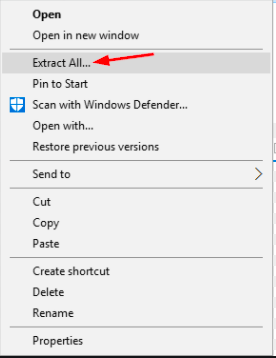 Open
Open in new window
Extract All...
Pin to Start
Scan with Windows Defender...
Open with...
Restore previous versions
Send to
Cut
Copy
Paste
Create shortcut
Delete
Rename
Properties